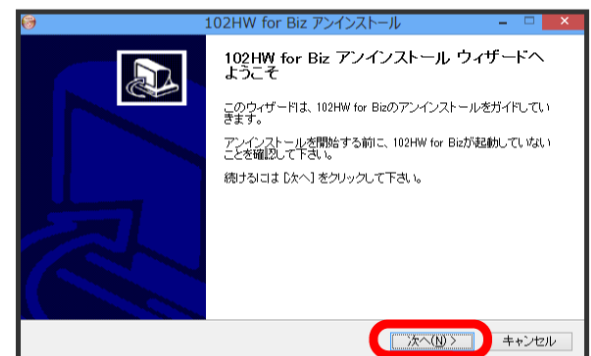 102HW for Biz アンインストール
102HW for Biz アンインストール ウィザードへ
ようこそ
このウィザードは、102HW for Bizのアンインストールをガイドしてい
きます。
アンインストールを開始する前に、102HW for Bizが起動していない
ことを確認して下さい。
続けるには [次へ] をクリックして下さい。
次へ(N) >
キャンセル